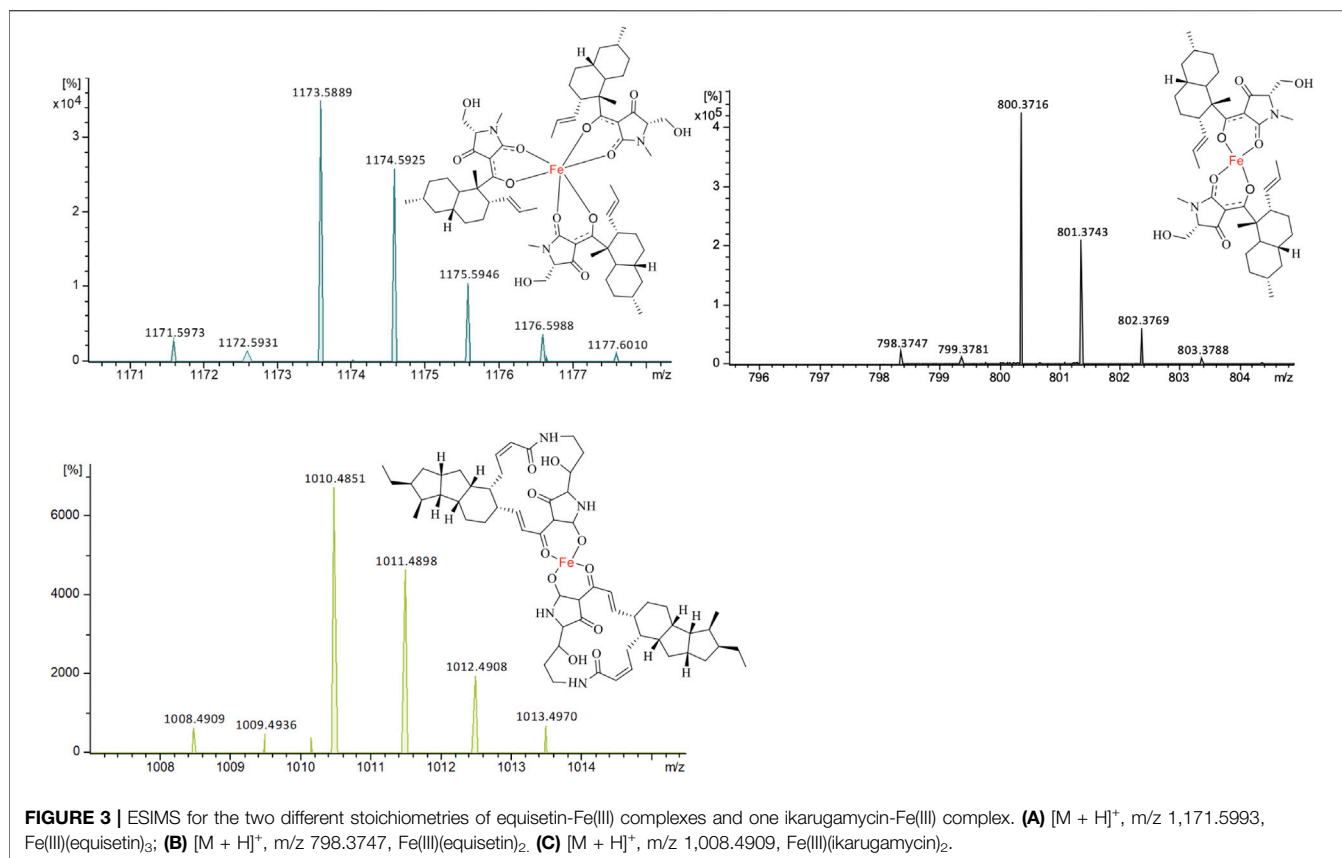 [%]
x10⁴
3
2
1
0
1171.5973
1172.5931
1173.5889
1174.5925
1175.5946
1176.5988
1177.6010
1171 1172 1173 1174 1175 1176 1177 m/z
H
OH
N
O
O
O
O
O
OH
N
O
Fe
O
O
H
O
N
O
HO
H
[%]
x10⁵
4
3
2
1
0
798.3747
799.3781
800.3716
801.3743
802.3769
803.3788
796 797 798 799 800 801 802 803 804 m/z
H
O
OH
N
O
O
Fe
O
O
N
O
HO
H
[%]
6000
4000
2000
0
1008.4909
1009.4936
1010.4851
1011.4898
1012.4908
1013.4970
1008 1009 1010 1011 1012 1013 1014 m/z
NH
O
HO
H
H
H
H
O
NH
O
O
Fe
O
O
HN
O
OH
O
HN
H
H
H
H
FIGURE 3 | ESIMS for the two different stoichiometries of equisetin-Fe(III) complexes and one ikarugamycin-Fe(III) complex. (A) [M + H]⁺, m/z 1,171.5993,
Fe(III)(equisetin)₃; (B) [M + H]⁺, m/z 798.3747, Fe(III)(equisetin)₂. (C) [M + H]⁺, m/z 1,008.4909, Fe(III)(ikarugamycin)₂.